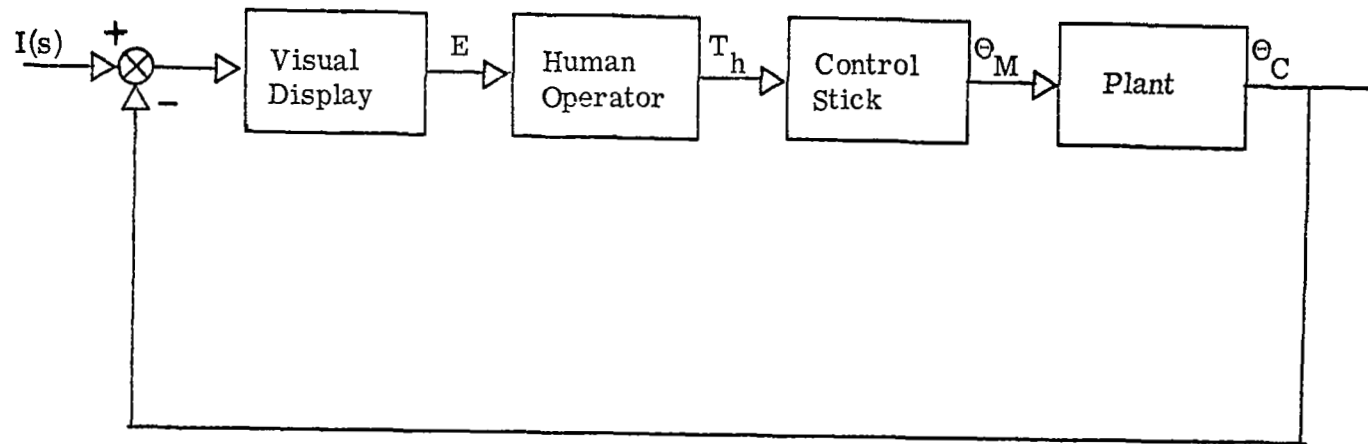 I(s)
+
−
Visual
Display
E
Human
Operator
T_h
Control
Stick
Θ_M
Plant
Θ_C